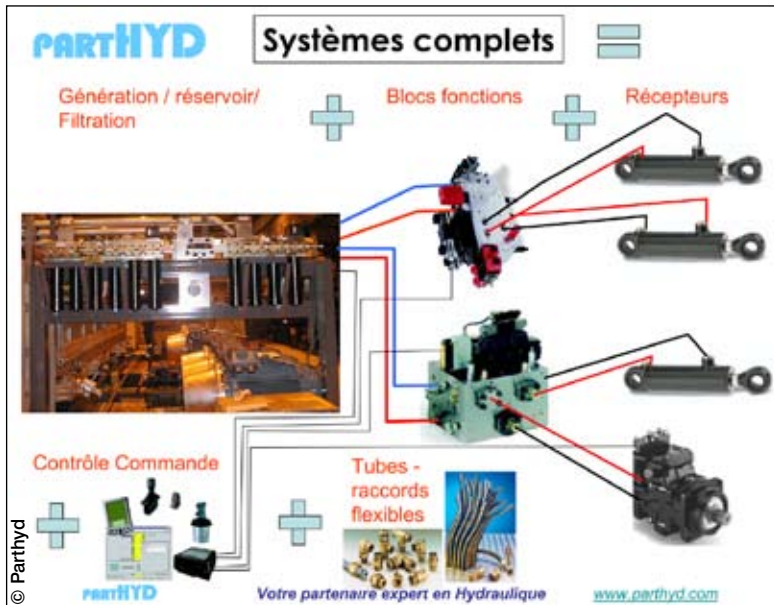 PARTHYD
Systèmes complets
Génération / réservoir/
Filtration
Blocs fonctions
Récepteurs
Contrôle Commande
Tubes -
raccords
flexibles
© Parthyd
PARTHYD
Votre partenaire expert en Hydraulique
www.parthyd.com